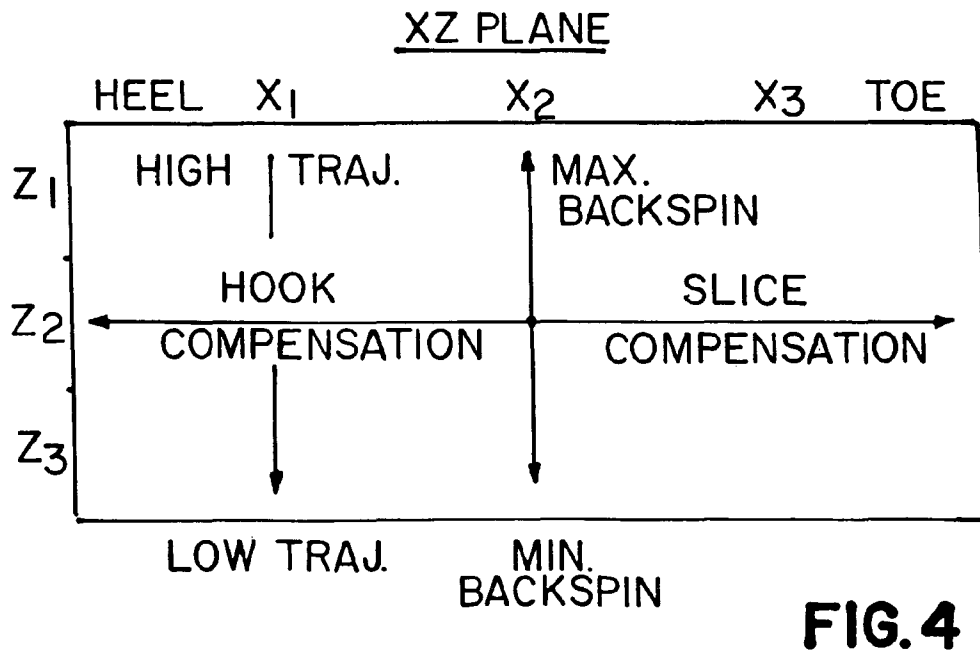 XZ PLANE
HEEL X1 X2 X3 TOE
Z1 HIGH TRAJ. MAX.
BACKSPIN
HOOK SLICE
Z2
COMPENSATION COMPENSATION
Z3
LOW TRAJ. MIN.
BACKSPIN
FIG. 4